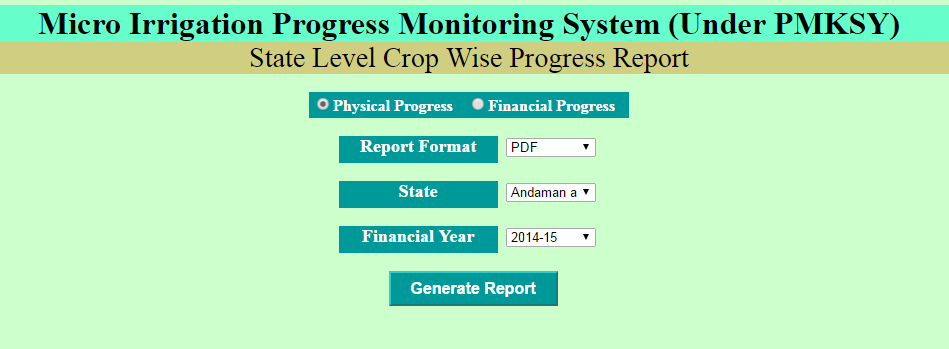 Micro Irrigation Progress Monitoring System (Under PMKSY)
State Level Crop Wise Progress Report
Physical Progress Financial Progress
Report Format PDF
State Andaman a
Financial Year 2014-15
Generate Report